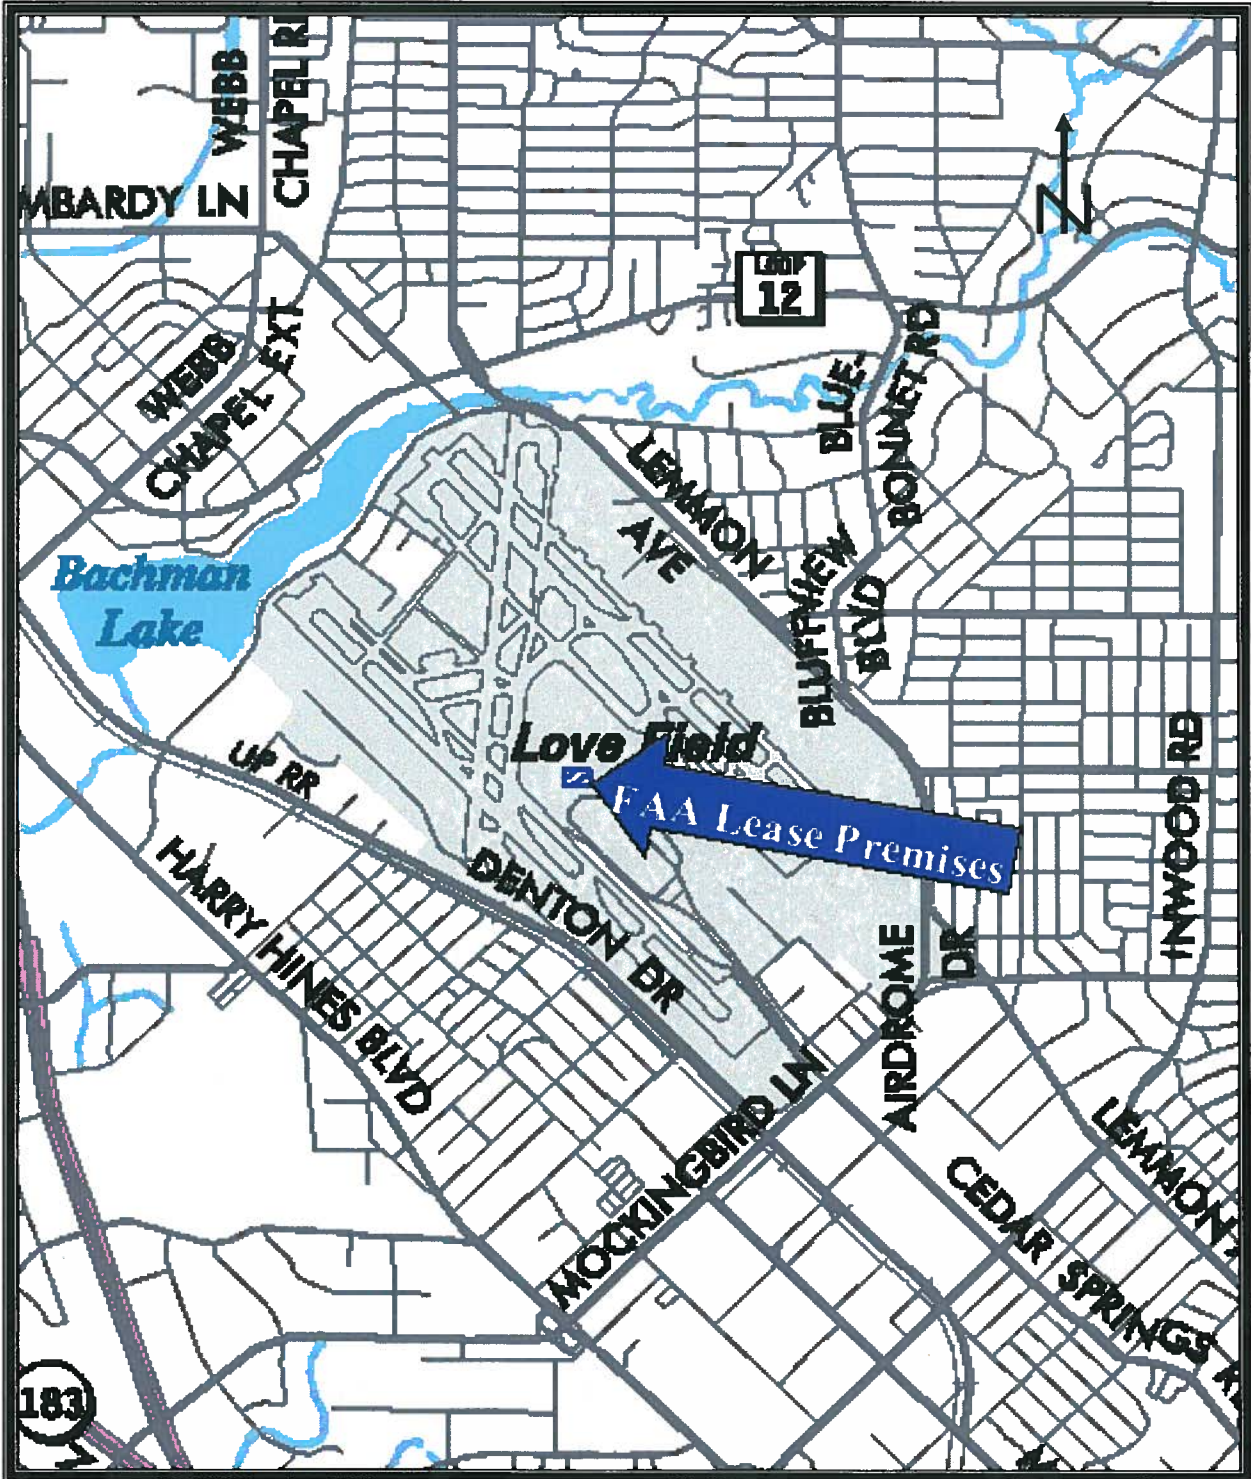 WEBB
CHAPEL R
MBARDY LN
N
LOOP
12
WEBB
CHAPEL EXT
BLUE-
BONNET RD
LEMMON
AVE
Bachman
Lake
BLUFFVIEW
BLVD
Love Field
UP RR
FAA Lease Premises
INWOOD RD
HARRY HINES BLVD
DENTON DR
AIRDROME
DR
MOCKINGBIRD LN
LEMMON
CEDAR SPRINGS R
183